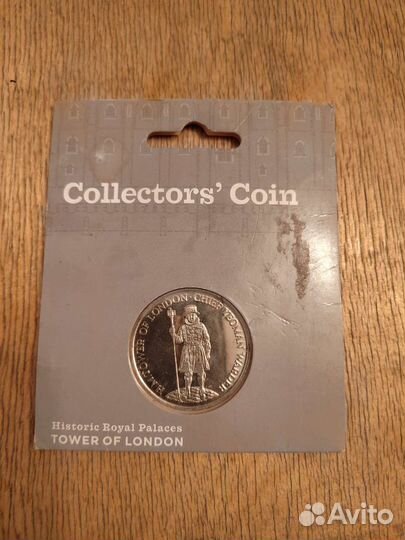 Collectors' Coin
H.M. TOWER OF LONDON · CHIEF YEOMAN WARDER
Historic Royal Palaces
TOWER OF LONDON
Avito